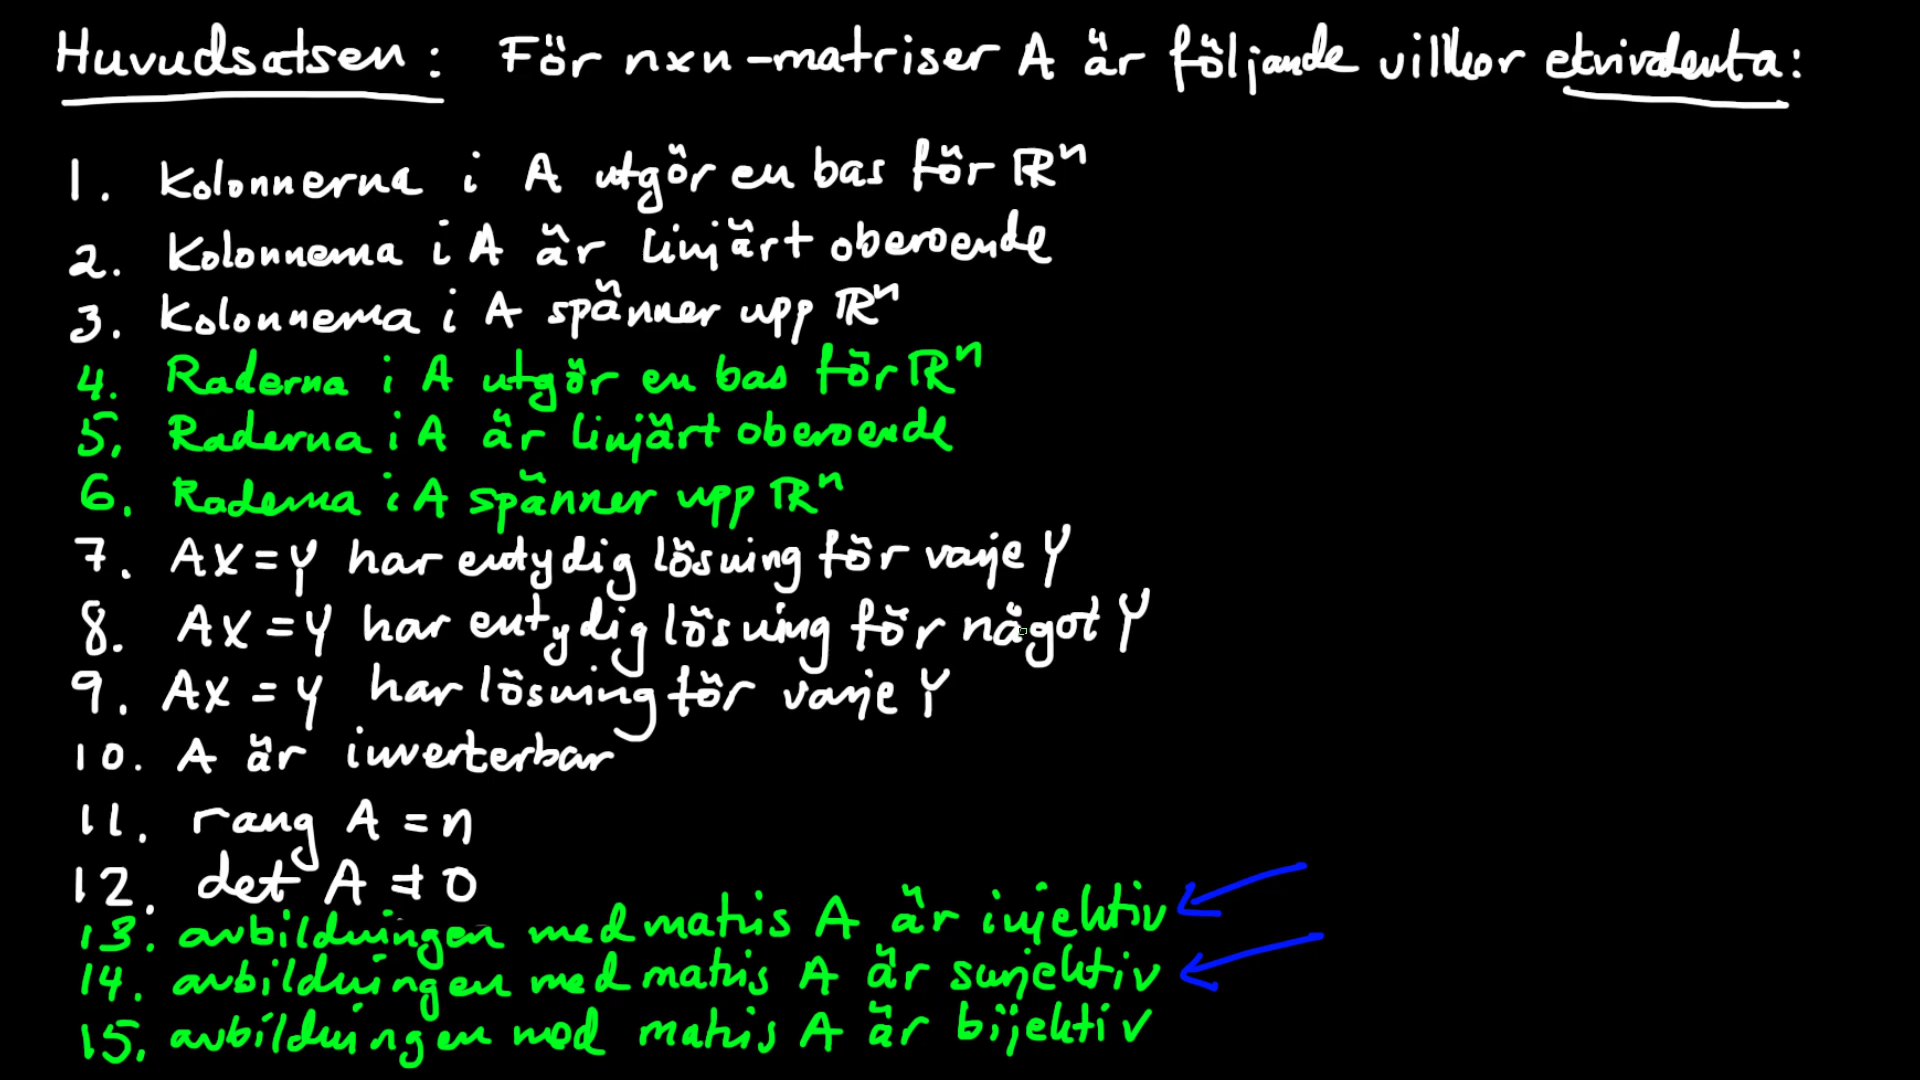 Huvudsatsen: För n×n-matriser A är följande villkor ekvivalenta:
1. Kolonnerna i A utgör en bas för ℝⁿ
2. Kolonnerna i A är linjärt oberoende
3. Kolonnerna i A spänner upp ℝⁿ
4. Raderna i A utgör en bas för ℝⁿ
5. Raderna i A är linjärt oberoende
6. Raderna i A spänner upp ℝⁿ
7. AX = Y har entydig lösning för varje Y
8. AX = Y har entydig lösning för något Y
9. AX = Y har lösning för varje Y
10. A är inverterbar
11. rang A = n
12. det A ≠ 0
13. avbildningen med matris A är injektiv
14. avbildningen med matris A är surjektiv
15. avbildningen med matris A är bijektiv